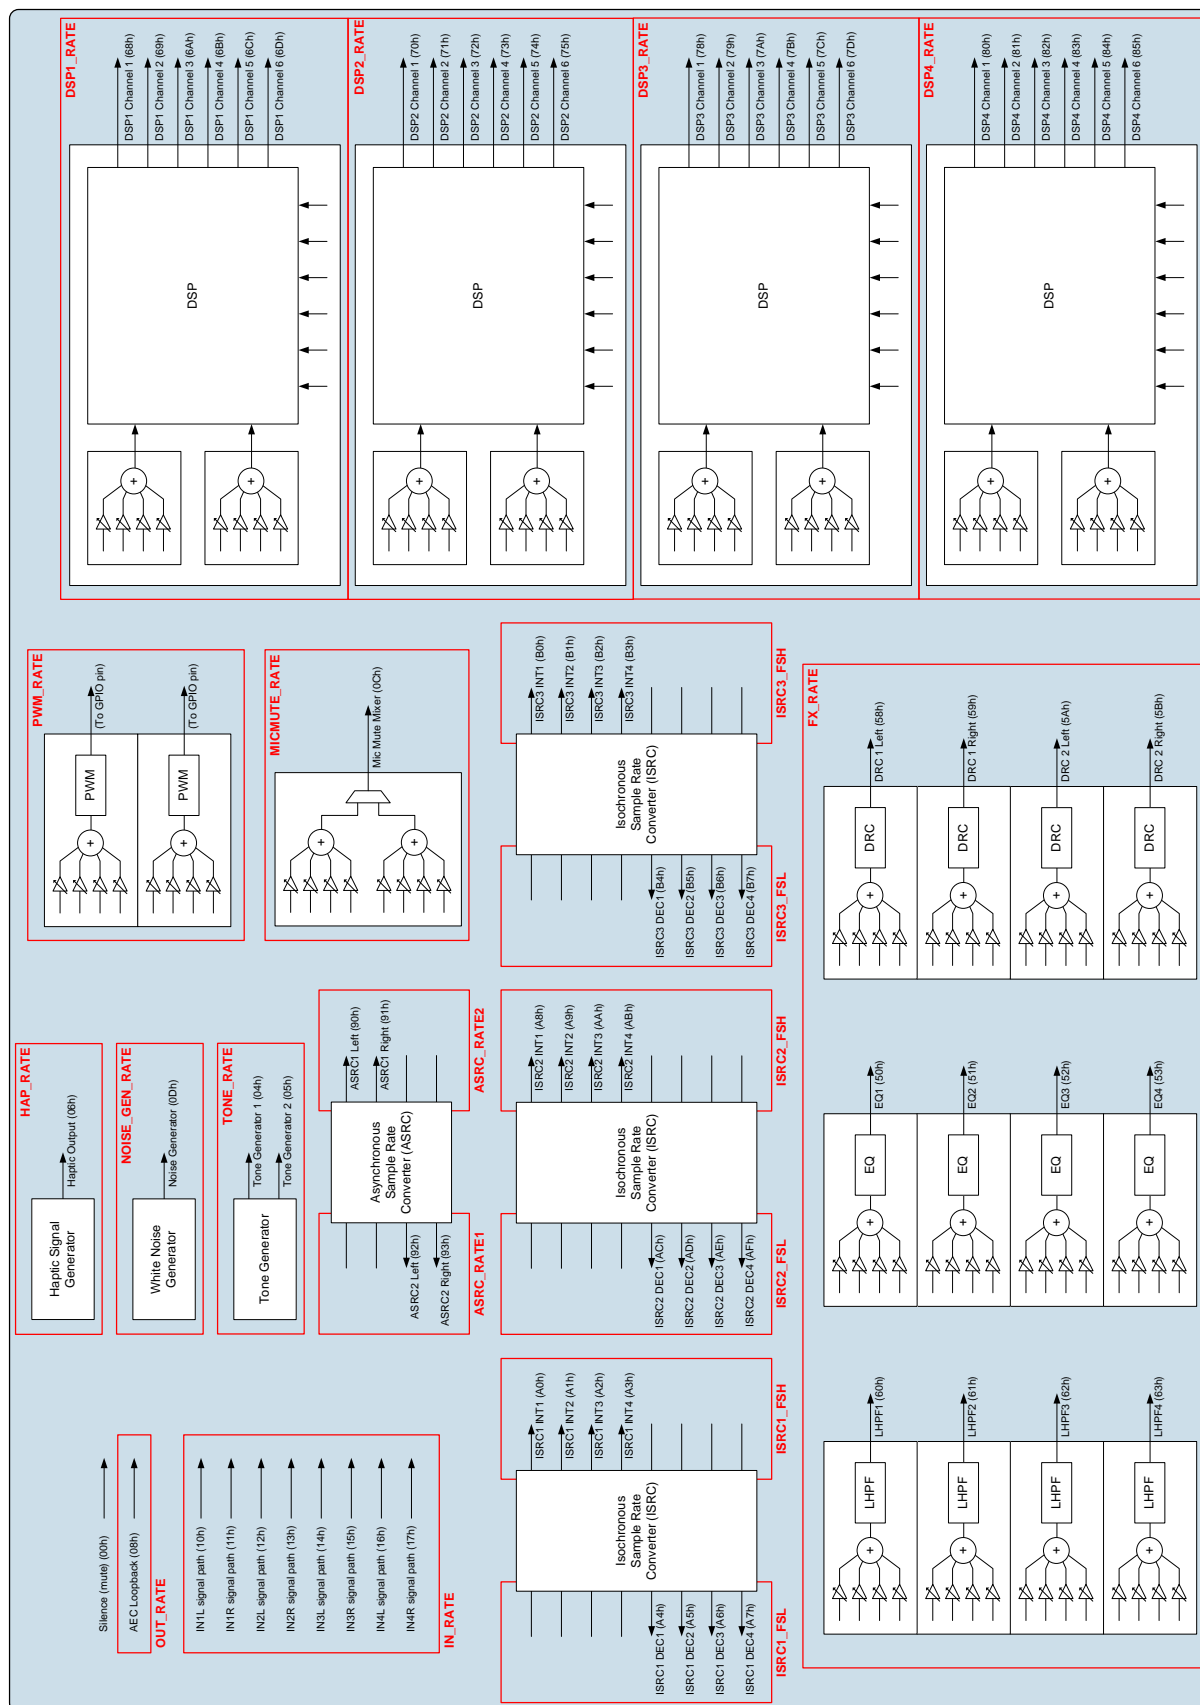 Silence (mute) (00h)
AEC Loopback (08h)
OUT_RATE
IN1L signal path (10h)
IN1R signal path (11h)
IN2L signal path (12h)
IN2R signal path (13h)
IN3L signal path (14h)
IN3R signal path (15h)
IN4L signal path (16h)
IN4R signal path (17h)
IN_RATE
HAP_RATE
Haptic Signal
Generator
Haptic Output (06h)
NOISE_GEN_RATE
White Noise
Generator
Noise Generator (0Dh)
TONE_RATE
Tone Generator
Tone Generator 1 (04h)
Tone Generator 2 (05h)
ASRC1 Left (90h)
ASRC1 Right (91h)
ASRC_RATE2
Asynchronous
Sample Rate
Converter (ASRC)
ASRC2 Left (92h)
ASRC2 Right (93h)
ASRC_RATE1
PWM_RATE
+
PWM
(To GPIO pin)
+
PWM
(To GPIO pin)
MICMUTE_RATE
+
+
Mic Mute Mixer (0Ch)
DSP1_RATE
+
+
DSP
DSP1 Channel 1 (68h)
DSP1 Channel 2 (69h)
DSP1 Channel 3 (6Ah)
DSP1 Channel 4 (6Bh)
DSP1 Channel 5 (6Ch)
DSP1 Channel 6 (6Dh)
DSP2_RATE
+
+
DSP
DSP2 Channel 1 (70h)
DSP2 Channel 2 (71h)
DSP2 Channel 3 (72h)
DSP2 Channel 4 (73h)
DSP2 Channel 5 (74h)
DSP2 Channel 6 (75h)
DSP3_RATE
+
+
DSP
DSP3 Channel 1 (78h)
DSP3 Channel 2 (79h)
DSP3 Channel 3 (7Ah)
DSP3 Channel 4 (7Bh)
DSP3 Channel 5 (7Ch)
DSP3 Channel 6 (7Dh)
DSP4_RATE
+
+
DSP
DSP4 Channel 1 (80h)
DSP4 Channel 2 (81h)
DSP4 Channel 3 (82h)
DSP4 Channel 4 (83h)
DSP4 Channel 5 (84h)
DSP4 Channel 6 (85h)
ISRC1 INT1 (A0h)
ISRC1 INT2 (A1h)
ISRC1 INT3 (A2h)
ISRC1 INT4 (A3h)
ISRC1_FSH
Isochronous
Sample Rate
Converter (ISRC)
ISRC1 DEC1 (A4h)
ISRC1 DEC2 (A5h)
ISRC1 DEC3 (A6h)
ISRC1 DEC4 (A7h)
ISRC1_FSL
ISRC2 INT1 (A8h)
ISRC2 INT2 (A9h)
ISRC2 INT3 (AAh)
ISRC2 INT4 (ABh)
ISRC2_FSH
Isochronous
Sample Rate
Converter (ISRC)
ISRC2 DEC1 (ACh)
ISRC2 DEC2 (ADh)
ISRC2 DEC3 (AEh)
ISRC2 DEC4 (AFh)
ISRC2_FSL
ISRC3 INT1 (B0h)
ISRC3 INT2 (B1h)
ISRC3 INT3 (B2h)
ISRC3 INT4 (B3h)
ISRC3_FSH
Isochronous
Sample Rate
Converter (ISRC)
ISRC3 DEC1 (B4h)
ISRC3 DEC2 (B5h)
ISRC3 DEC3 (B6h)
ISRC3 DEC4 (B7h)
ISRC3_FSL
FX_RATE
+
LHPF
LHPF1 (60h)
+
LHPF
LHPF2 (61h)
+
LHPF
LHPF3 (62h)
+
LHPF
LHPF4 (63h)
+
EQ
EQ1 (50h)
+
EQ
EQ2 (51h)
+
EQ
EQ3 (52h)
+
EQ
EQ4 (53h)
+
DRC
DRC 1 Left (58h)
+
DRC
DRC 1 Right (59h)
+
DRC
DRC 2 Left (5Ah)
+
DRC
DRC 2 Right (5Bh)